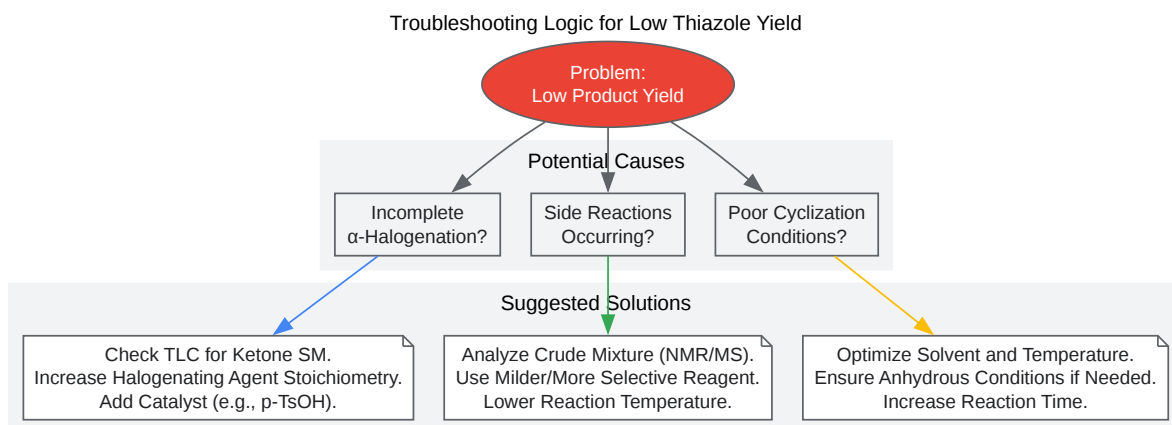 Troubleshooting Logic for Low Thiazole Yield
Problem:
Low Product Yield
Potential Causes
Incomplete
α-Halogenation?
Side Reactions
Occurring?
Poor Cyclization
Conditions?
Suggested Solutions
Check TLC for Ketone SM.
Increase Halogenating Agent Stoichiometry.
Add Catalyst (e.g., p-TsOH).
Analyze Crude Mixture (NMR/MS).
Use Milder/More Selective Reagent.
Lower Reaction Temperature.
Optimize Solvent and Temperature.
Ensure Anhydrous Conditions if Needed.
Increase Reaction Time.